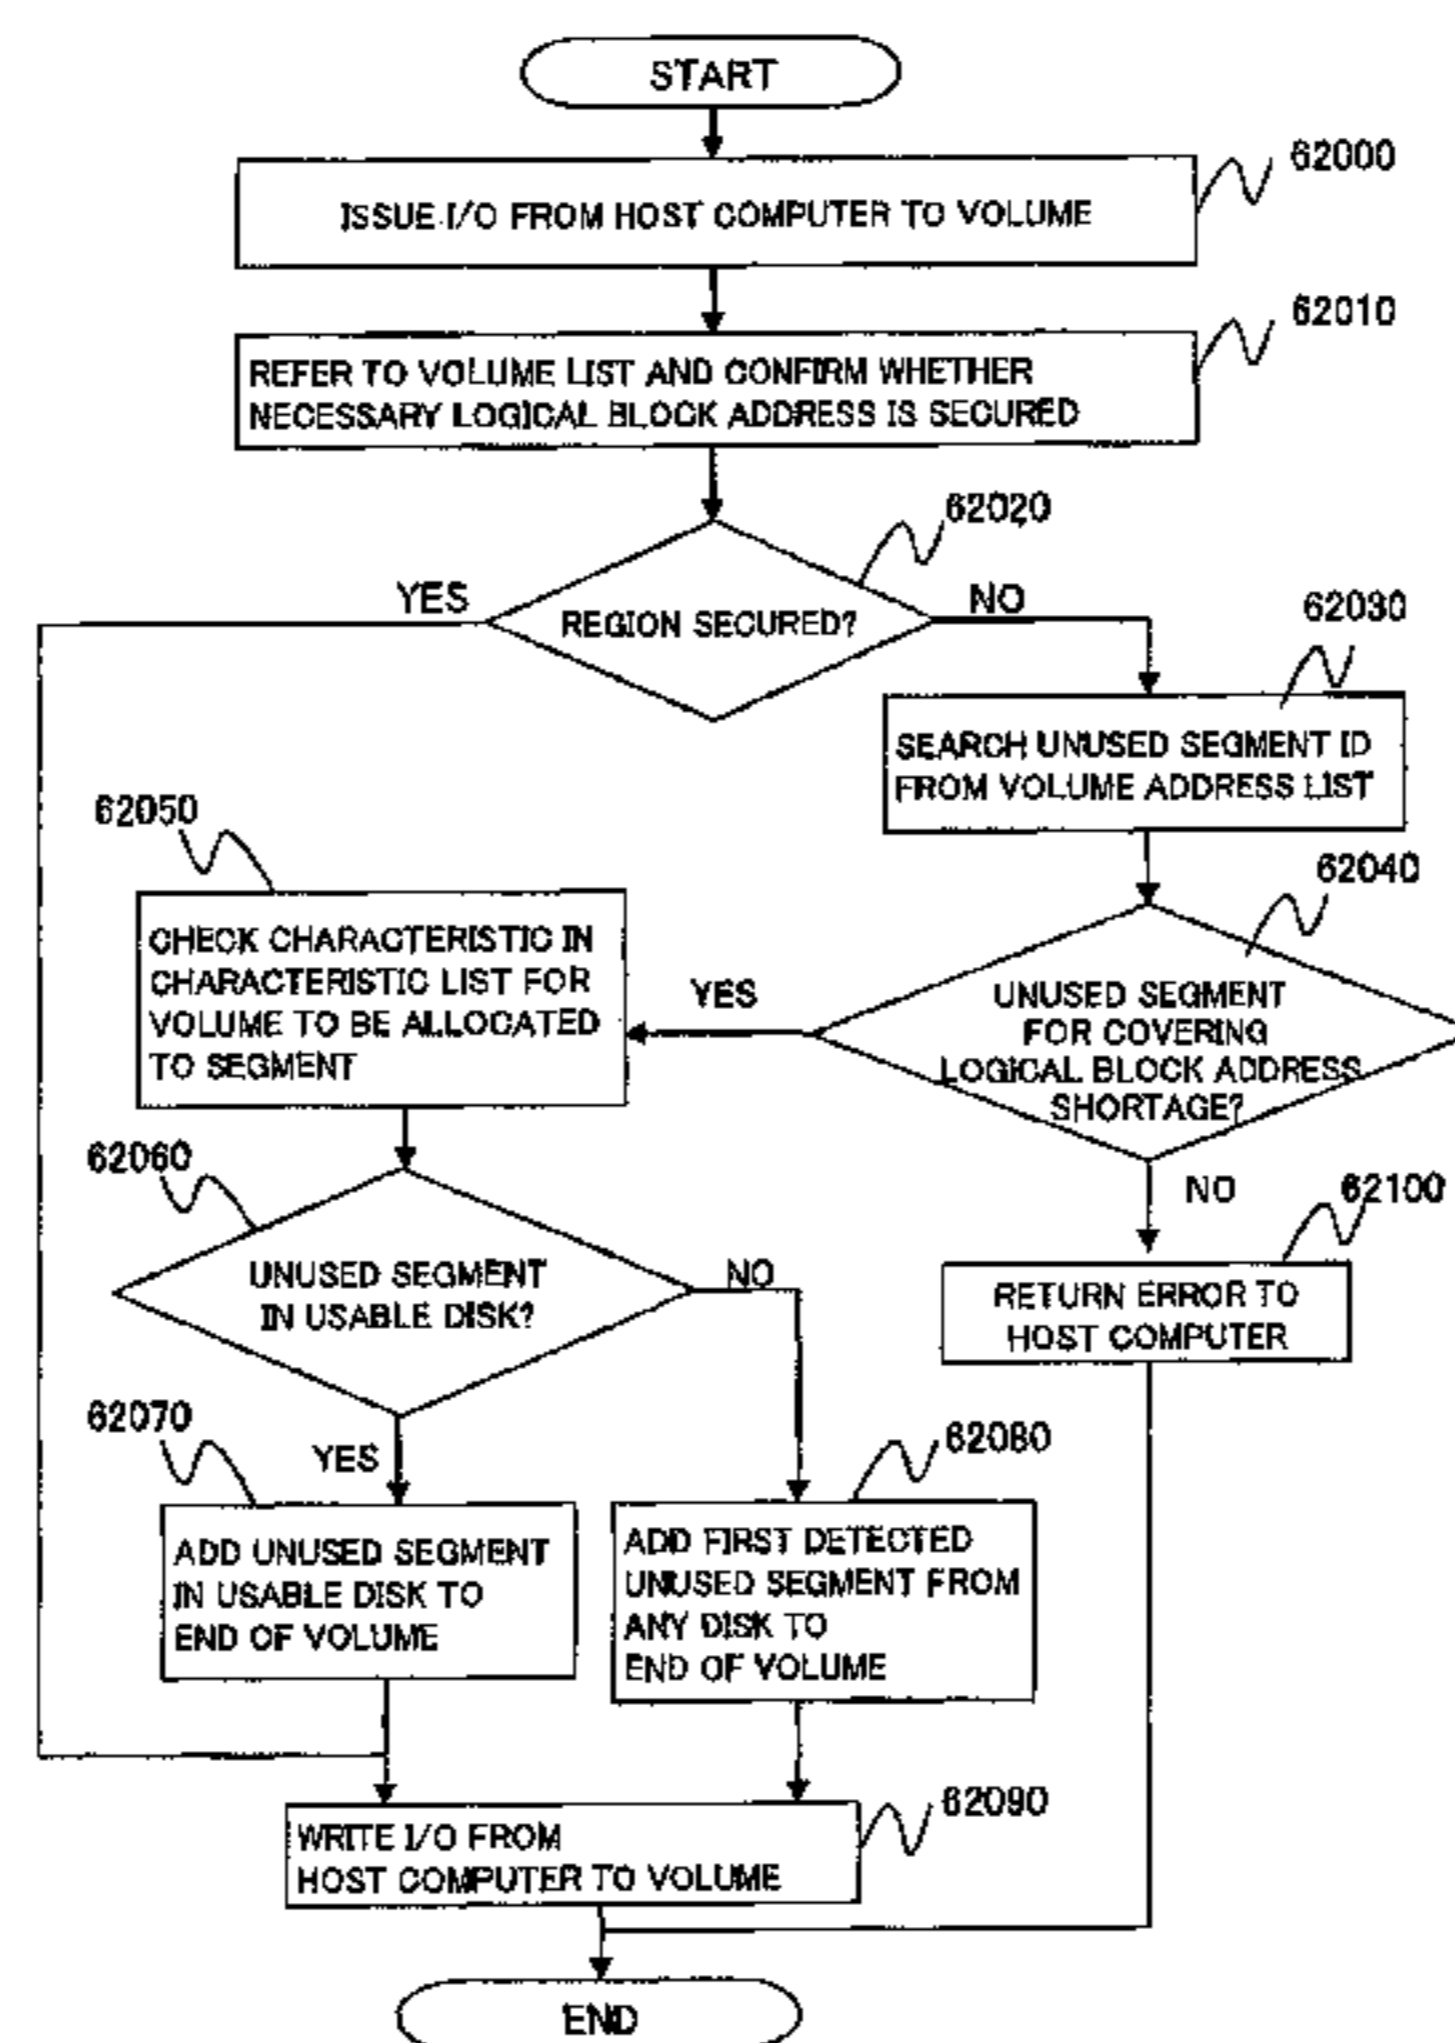 START
62000
ISSUE I/O FROM HOST COMPUTER TO VOLUME
62010
REFER TO VOLUME LIST AND CONFIRM WHETHER
NECESSARY LOGICAL BLOCK ADDRESS IS SECURED
62020
YES
REGION SECURED?
NO
62030
SEARCH UNUSED SEGMENT ID
FROM VOLUME ADDRESS LIST
62040
UNUSED SEGMENT
FOR COVERING
LOGICAL BLOCK ADDRESS
SHORTAGE?
YES
NO
62050
CHECK CHARACTERISTIC IN
CHARACTERISTIC LIST FOR
VOLUME TO BE ALLOCATED
TO SEGMENT
62060
UNUSED SEGMENT
IN USABLE DISK?
NO
YES
62100
RETURN ERROR TO
HOST COMPUTER
62070
ADD UNUSED SEGMENT
IN USABLE DISK TO
END OF VOLUME
62080
ADD FIRST DETECTED
UNUSED SEGMENT FROM
ANY DISK TO
END OF VOLUME
62090
WRITE I/O FROM
HOST COMPUTER TO VOLUME
END